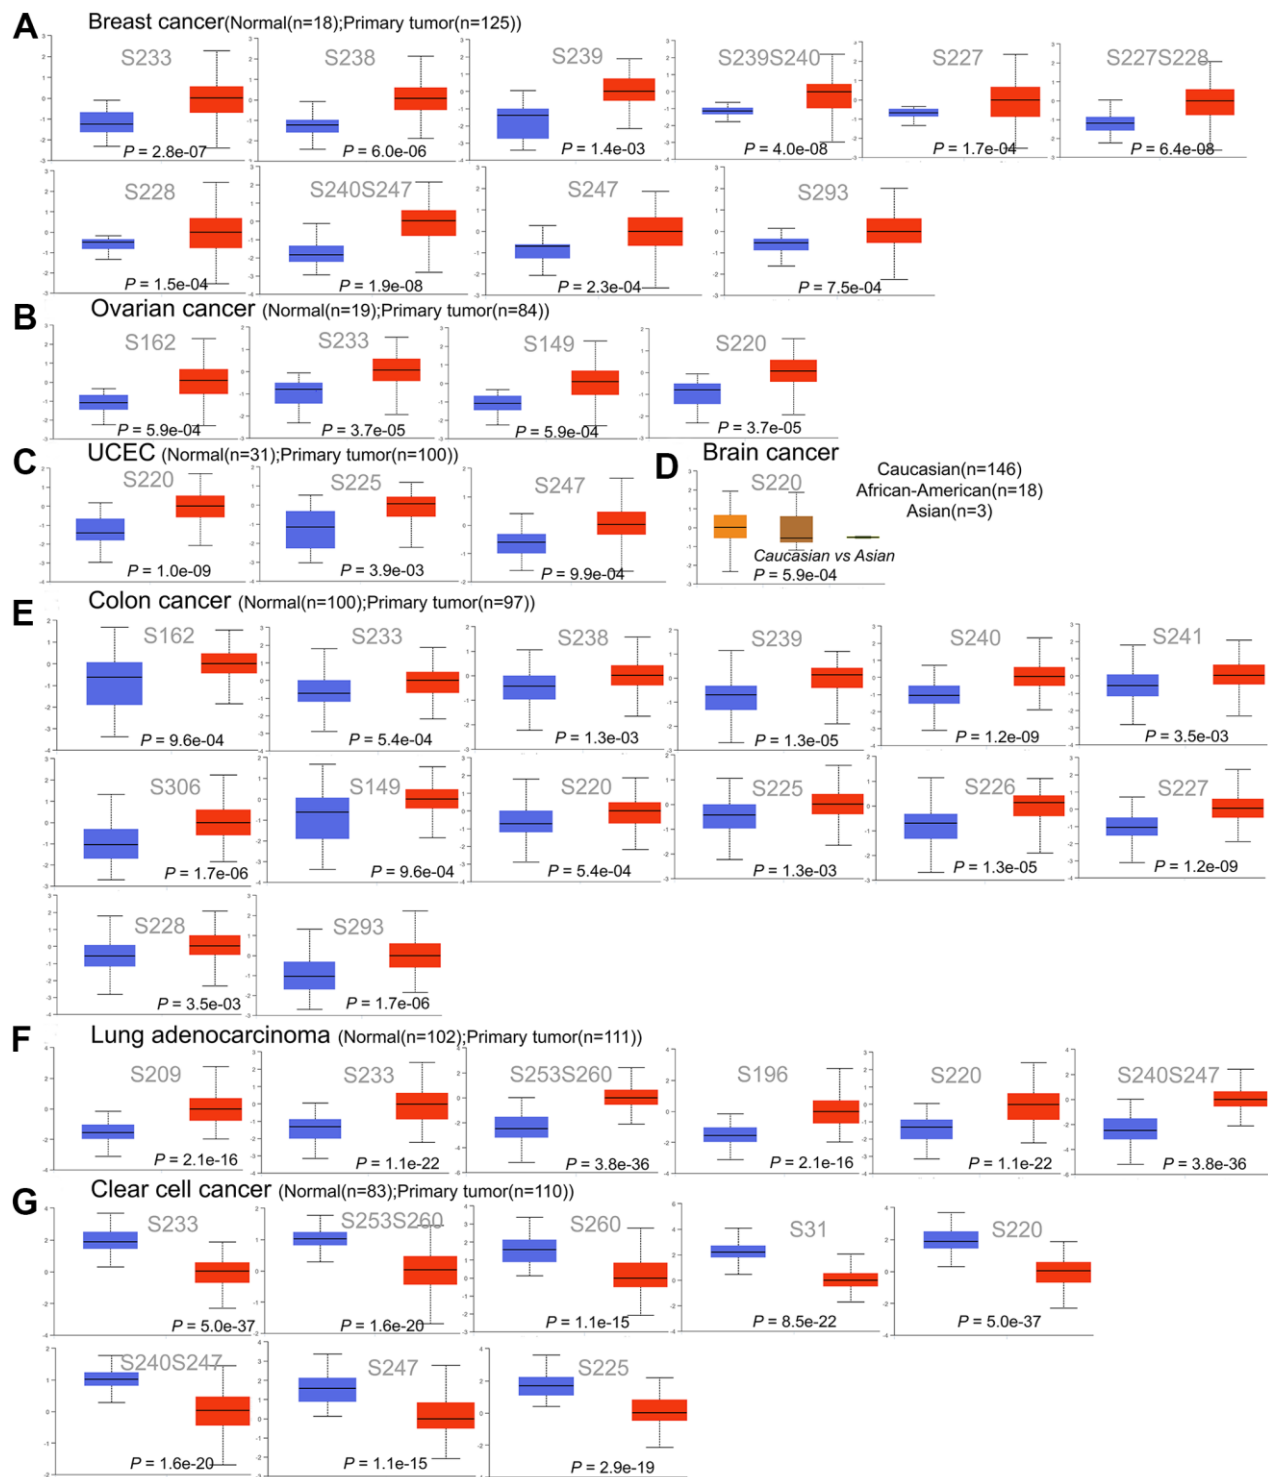 A Breast cancer(Normal(n=18);Primary tumor(n=125))
S233 S238 S239 S239S240 S227 S227S228
P = 2.8e-07 P = 6.0e-06 P = 1.4e-03 P = 4.0e-08 P = 1.7e-04 P = 6.4e-08
S228 S240S247 S247 S293
P = 1.5e-04 P = 1.9e-08 P = 2.3e-04 P = 7.5e-04
B Ovarian cancer (Normal(n=19);Primary tumor(n=84))
S162 S233 S149 S220
P = 5.9e-04 P = 3.7e-05 P = 5.9e-04 P = 3.7e-05
C UCEC (Normal(n=31);Primary tumor(n=100))
S220 S225 S247
P = 1.0e-09 P = 3.9e-03 P = 9.9e-04
D Brain cancer
S220
Caucasian(n=146)
African-American(n=18)
Asian(n=3)
Caucasian vs Asian
P = 5.9e-04
E Colon cancer (Normal(n=100);Primary tumor(n=97))
S162 S233 S238 S239 S240 S241
P = 9.6e-04 P = 5.4e-04 P = 1.3e-03 P = 1.3e-05 P = 1.2e-09 P = 3.5e-03
S306 S149 S220 S225 S226 S227
P = 1.7e-06 P = 9.6e-04 P = 5.4e-04 P = 1.3e-03 P = 1.3e-05 P = 1.2e-09
S228 S293
P = 3.5e-03 P = 1.7e-06
F Lung adenocarcinoma (Normal(n=102);Primary tumor(n=111))
S209 S233 S253S260 S196 S220 S240S247
P = 2.1e-16 P = 1.1e-22 P = 3.8e-36 P = 2.1e-16 P = 1.1e-22 P = 3.8e-36
G Clear cell cancer (Normal(n=83);Primary tumor(n=110))
S233 S253S260 S260 S31 S220
P = 5.0e-37 P = 1.6e-20 P = 1.1e-15 P = 8.5e-22 P = 5.0e-37
S240S247 S247 S225
P = 1.6e-20 P = 1.1e-15 P = 2.9e-19